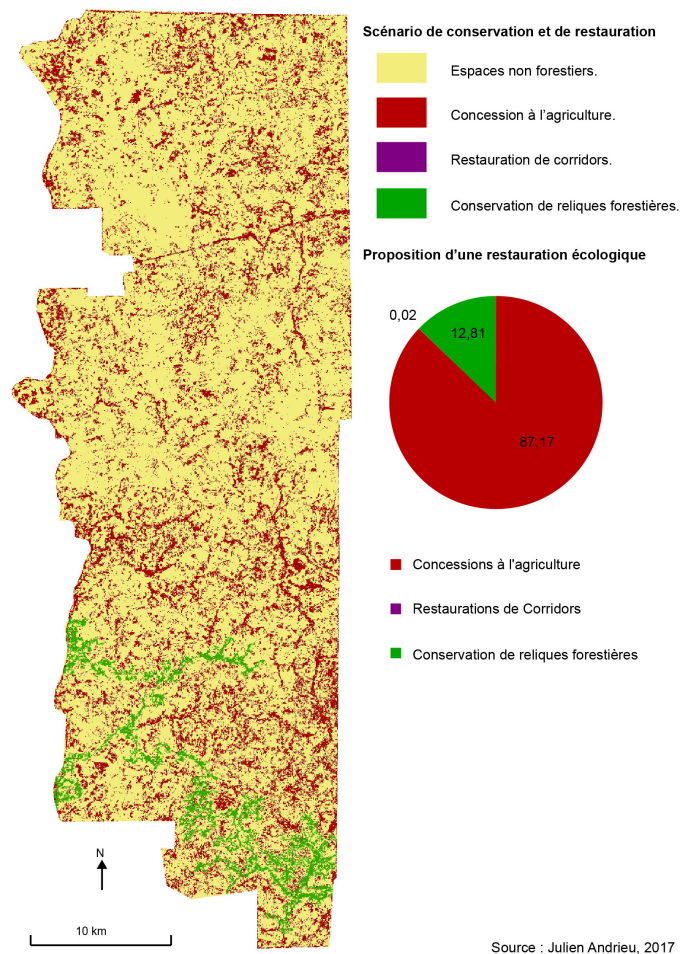 Scénario de conservation et de restauration
Espaces non forestiers.
Concession à l'agriculture.
Restauration de corridors.
Conservation de reliques forestières.
Proposition d'une restauration écologique
0,02
12,81
87,17
Concessions à l'agriculture
Restaurations de Corridors
Conservation de reliques forestières
N
10 km
Source : Julien Andrieu, 2017